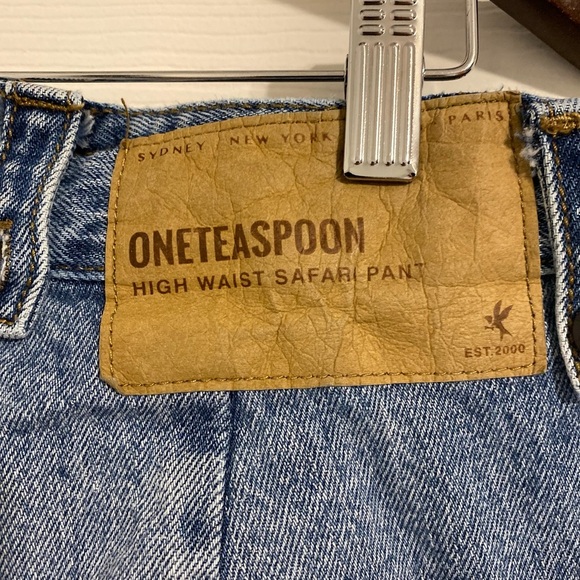 SYDNEY NEW YORK PARIS
ONETEASPOON
HIGH WAIST SAFARI PANT
EST.2000